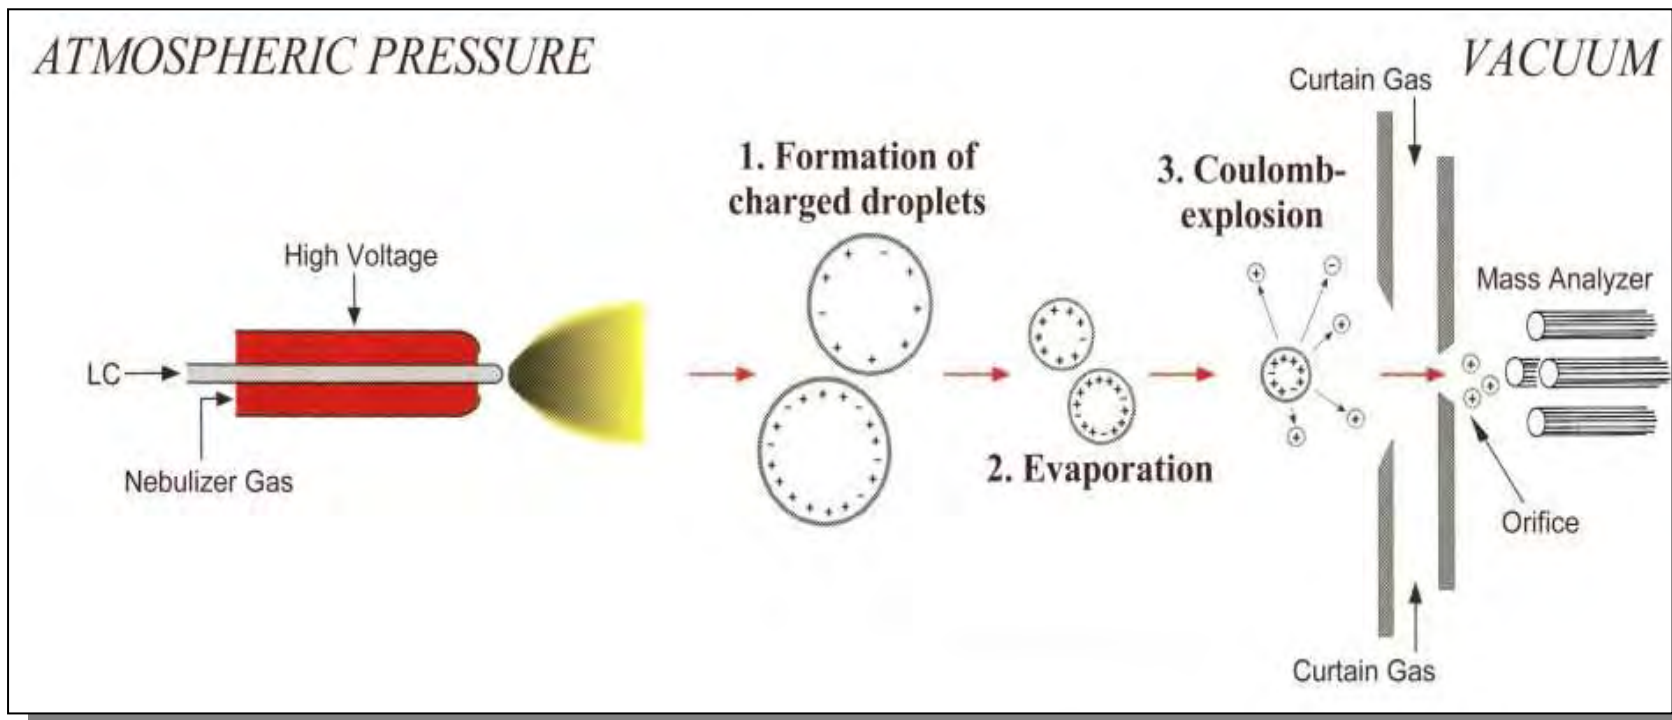 ATMOSPHERIC PRESSURE
VACUUM
Curtain Gas
1. Formation of
charged droplets
3. Coulomb-
explosion
High Voltage
Mass Analyzer
LC
2. Evaporation
Nebulizer Gas
Orifice
Curtain Gas